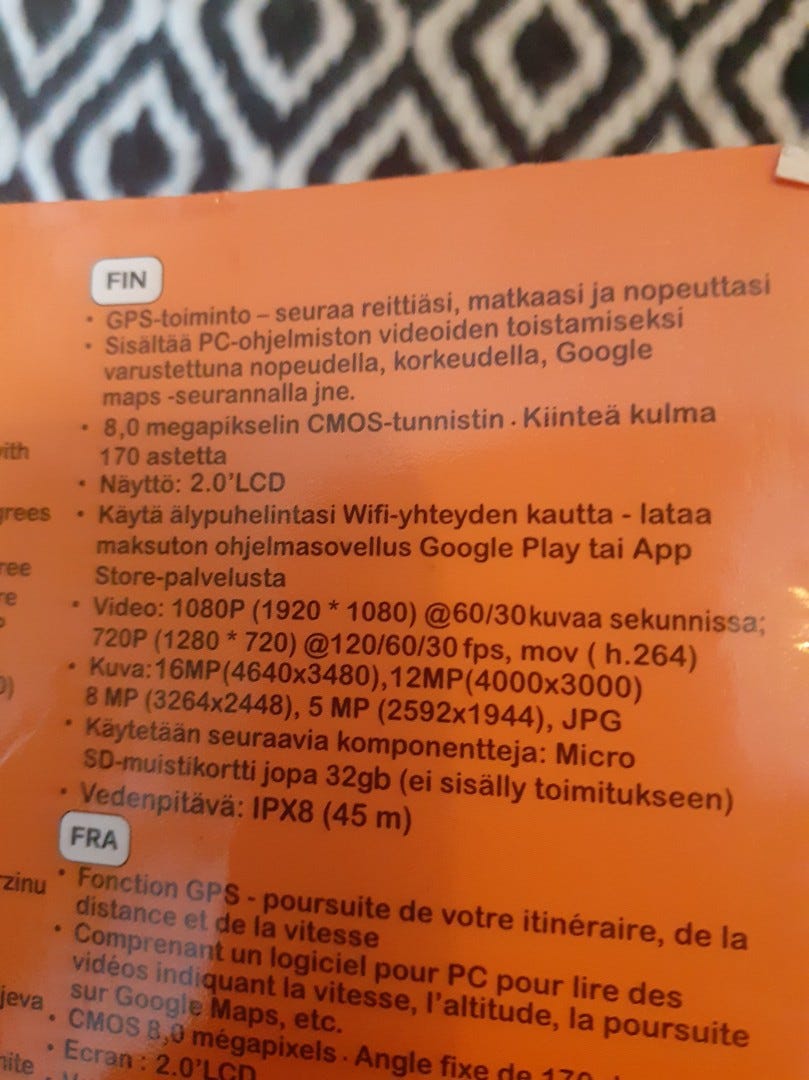 FIN
• GPS-toiminto – seuraa reittiäsi, matkaasi ja nopeuttasi
• Sisältää PC-ohjelmiston videoiden toistamiseksi
varustettuna nopeudella, korkeudella, Google
maps -seurannalla jne.
• 8,0 megapikselin CMOS-tunnistin · Kiinteä kulma
170 astetta
• Näyttö: 2.0'LCD
• Käytä älypuhelintasi Wifi-yhteyden kautta - lataa
maksuton ohjelmasovellus Google Play tai App
Store-palvelusta
• Video: 1080P (1920 * 1080) @60/30kuvaa sekunnissa;
720P (1280 * 720) @120/60/30 fps, mov ( h.264)
• Kuva: 16MP(4640x3480),12MP(4000x3000)
8 MP (3264x2448), 5 MP (2592x1944), JPG
• Käytetään seuraavia komponentteja: Micro
SD-muistikortti jopa 32gb (ei sisälly toimitukseen)
• Vedenpitävä: IPX8 (45 m)
FRA
• Fonction GPS - poursuite de votre itinéraire, de la
distance et de la vitesse
• Comprenant un logiciel pour PC pour lire des
vidéos indiquant la vitesse, l'altitude, la poursuite
sur Google Maps, etc.
• CMOS 8,0 mégapixels · Angle fixe de 170
• Ecran : 2.0'LCD